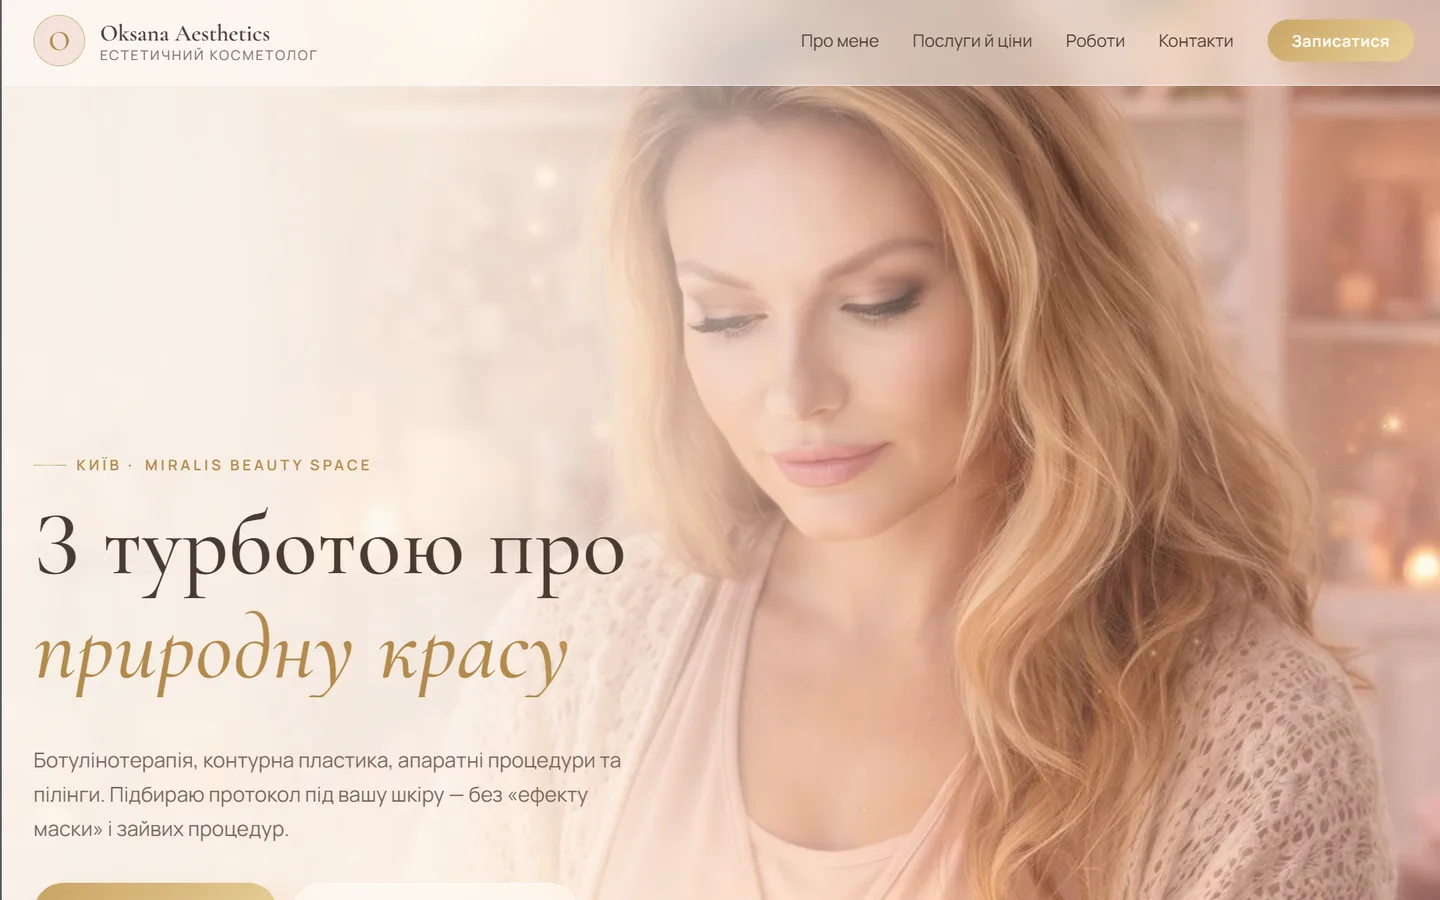 O
Oksana Aesthetics
ЕСТЕТИЧНИЙ КОСМЕТОЛОГ
Про мене
Послуги й ціни
Роботи
Контакти
Записатися
КИЇВ · MIRALIS BEAUTY SPACE
З турботою про
природну красу
Ботулінотерапія, контурна пластика, апаратні процедури та
пілінги. Підбираю протокол під вашу шкіру — без «ефекту
маски» і зайвих процедур.